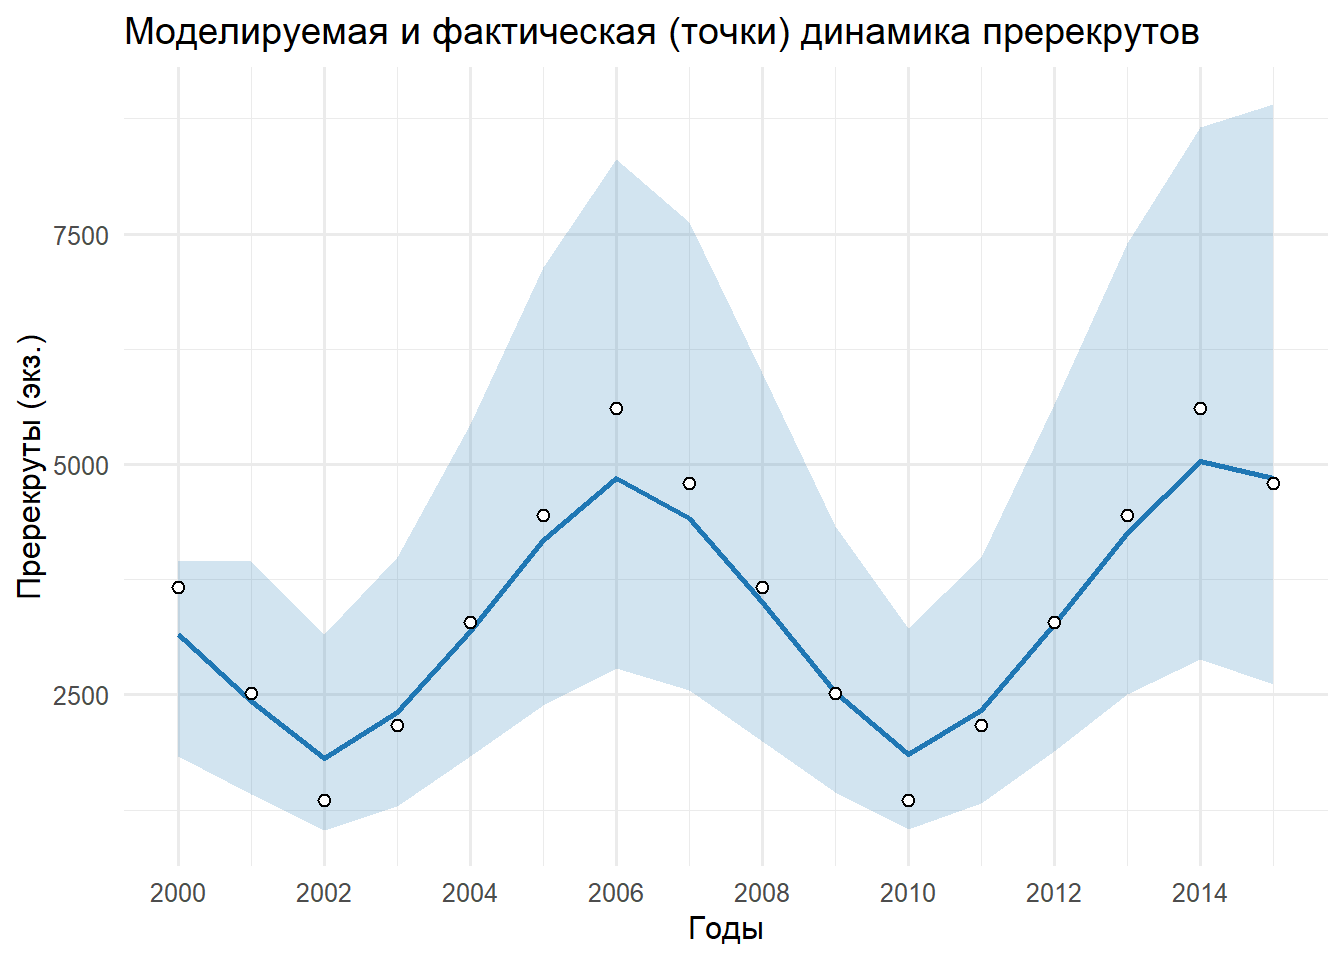 Моделируемая и фактическая (точки) динамика пререкрутов
Пререкруты (экз.)
7500
5000
2500
2000 2002 2004 2006 2008 2010 2012 2014
Годы